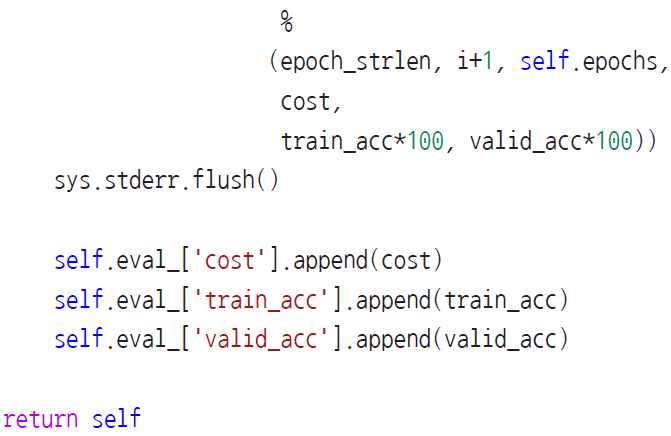 %
(epoch_strlen, i+1, self.epochs,
cost,
train_acc*100, valid_acc*100))
sys.stderr.flush()
self.eval_['cost'].append(cost)
self.eval_['train_acc'].append(train_acc)
self.eval_['valid_acc'].append(valid_acc)
return self